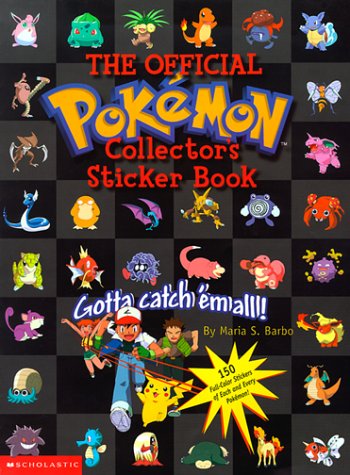 THE OFFICIAL
POKéMON™
Collector's
Sticker Book
Gotta catch 'em all!
By Maria S. Barbo
150
Full-Color Stickers
of Each and Every
Pokémon!
SCHOLASTIC